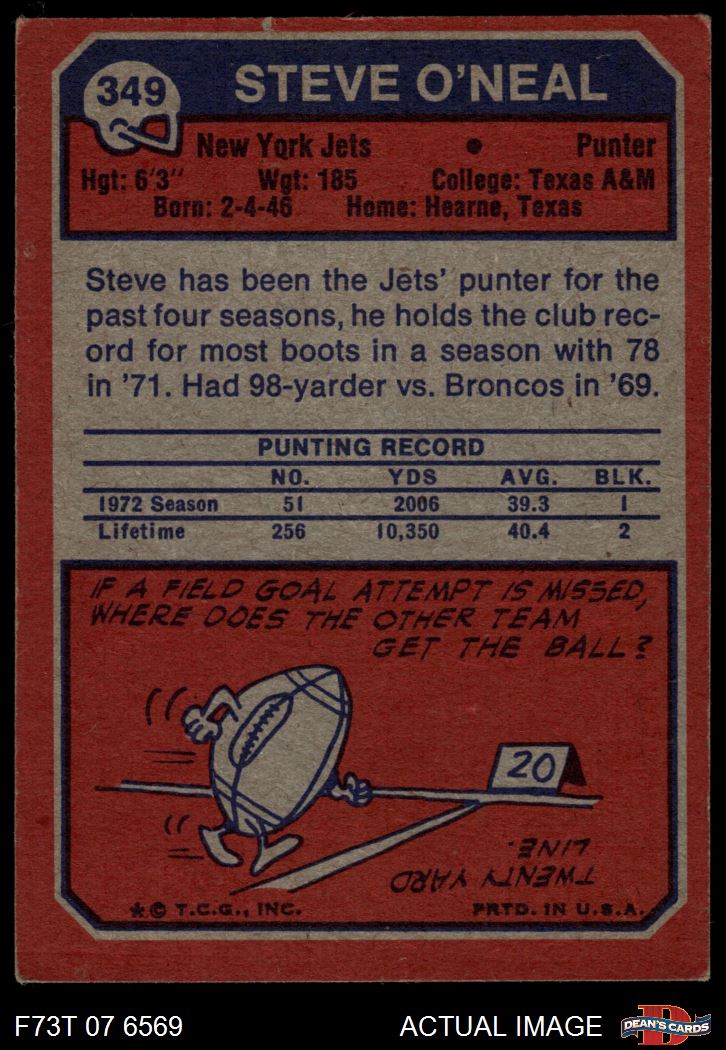 349
STEVE O'NEAL
New York Jets • Punter
Hgt: 6'3" Wgt: 185 College: Texas A&M
Born: 2-4-46 Home: Hearne, Texas
Steve has been the Jets' punter for the
past four seasons, he holds the club rec-
ord for most boots in a season with 78
in '71. Had 98-yarder vs. Broncos in '69.
PUNTING RECORD
NO. YDS AVG. BLK.
1972 Season 51 2006 39.3 1
Lifetime 256 10,350 40.4 2
IF A FIELD GOAL ATTEMPT IS MISSED,
WHERE DOES THE OTHER TEAM
GET THE BALL?
20
TWENTY YARD
LINE.
*© T.C.G., INC. PRTD. IN U.S.A.
F73T 07 6569 ACTUAL IMAGE
D
DEAN'S CARDS